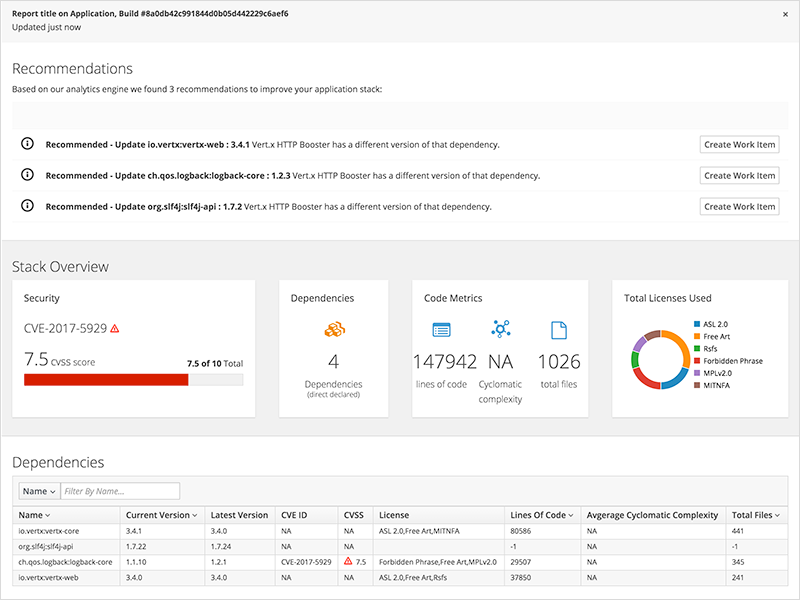 Report title on Application, Build #8a0db42c991844d0b05d442229c6aef6
×
Updated just now
Recommendations
Based on our analytics engine we found 3 recommendations to improve your application stack:
Recommended - Update io.vertx:vertx-web : 3.4.1 Vert.x HTTP Booster has a different version of that dependency. Create Work Item
Recommended - Update ch.qos.logback:logback-core : 1.2.3 Vert.x HTTP Booster has a different version of that dependency. Create Work Item
Recommended - Update org.slf4j:slf4j-api : 1.7.2 Vert.x HTTP Booster has a different version of that dependency. Create Work Item
Stack Overview
Security
CVE-2017-5929
7.5 CVSS score 7.5 of 10 Total
Dependencies
4
Dependencies
(direct declared)
Code Metrics
147942 NA 1026
lines of code Cyclomatic total files
complexity
Total Licenses Used
ASL 2.0
Free Art
Rsfs
Forbidden Phrase
MPLv2.0
MITNFA
Dependencies
Name Filter By Name...
Name Current Version Latest Version CVE ID CVSS License Lines Of Code Avgerage Cyclomatic Complexity Total Files
io.vertx:vertx-core 3.4.1 3.4.0 NA NA ASL 2.0,Free Art,MITNFA 80586 NA 441
org.slf4j:slf4j-api 1.7.22 1.7.24 NA NA -1 NA -1
ch.qos.logback:logback-core 1.1.10 1.2.1 CVE-2017-5929 7.5 Forbidden Phrase,Free Art,MPLv2.0 29507 NA 345
io.vertx:vertx-web 3.4.0 3.4.0 NA NA ASL 2.0,Free Art,Rsfs 37850 NA 241